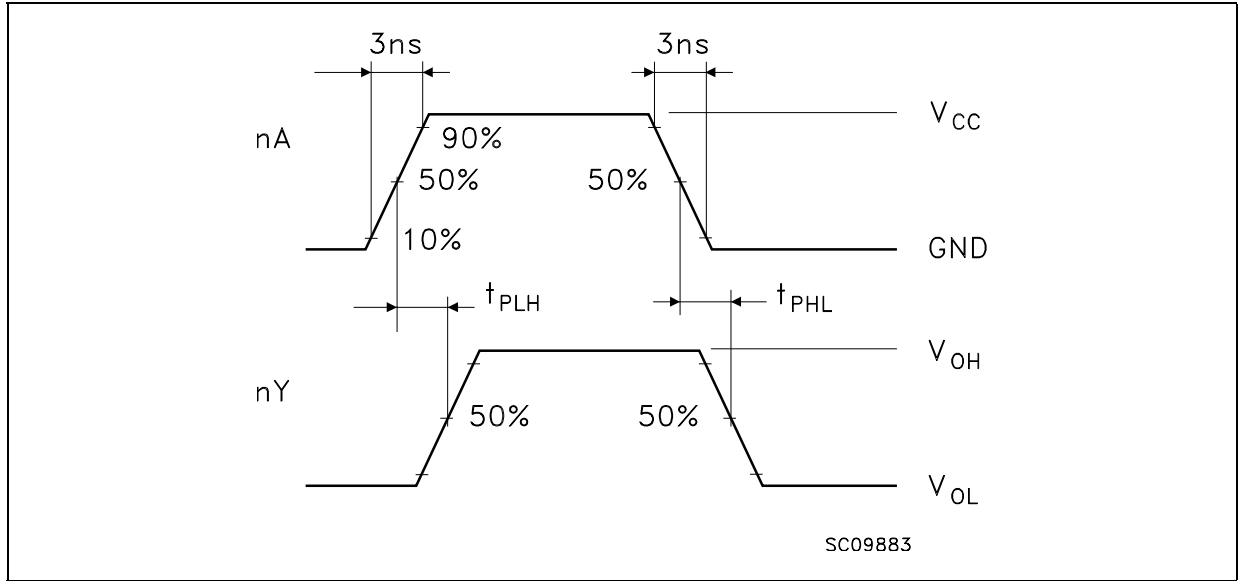 3ns 3ns
nA
V_CC
90%
50% 50%
10%
GND
t_PLH t_PHL
V_OH
nY
50% 50%
V_OL
SC09883